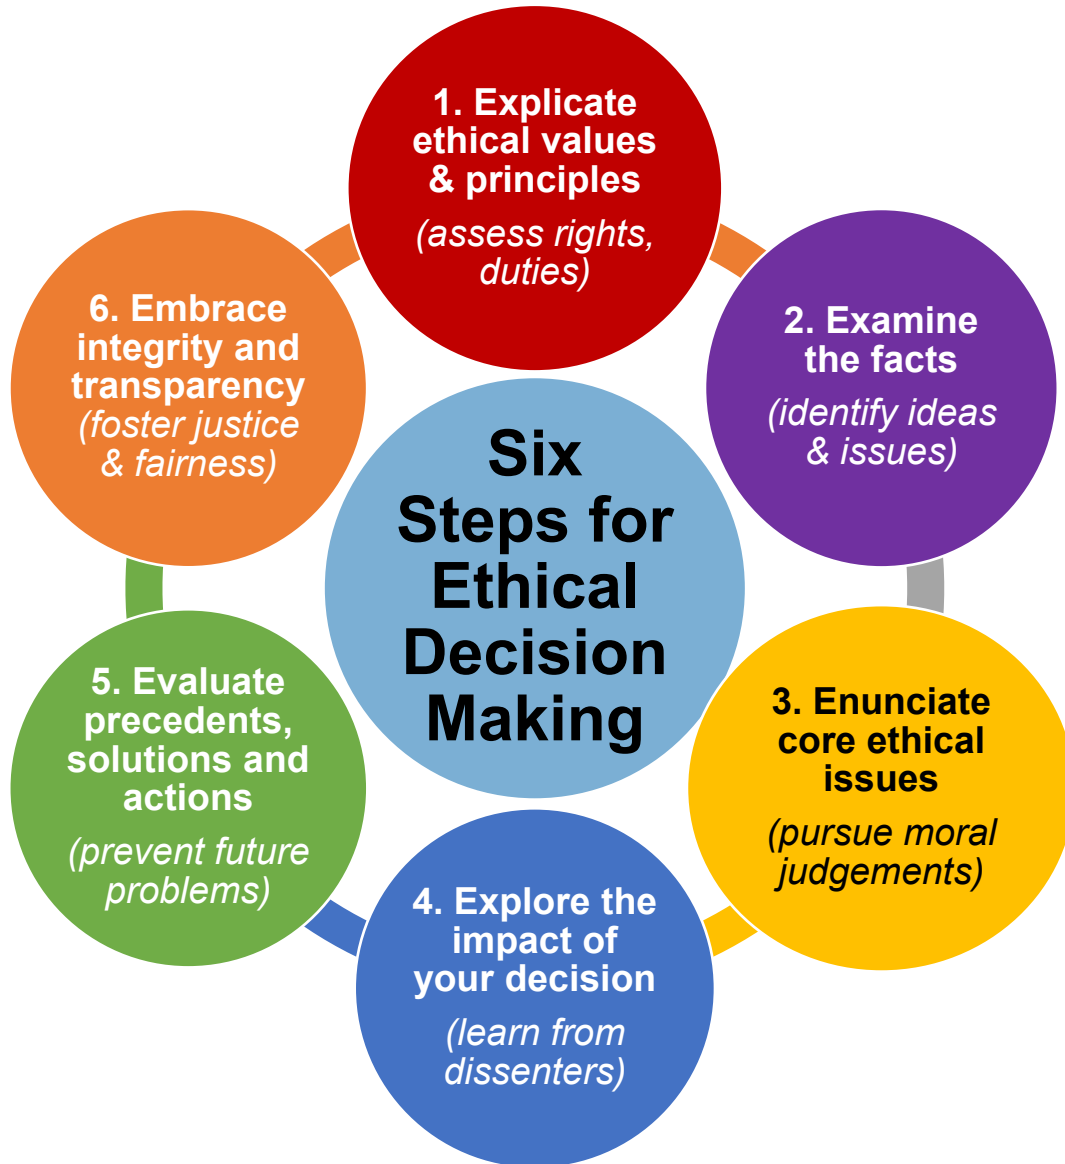 Six
Steps for
Ethical
Decision
Making
1. Explicate
ethical values
& principles
(assess rights,
duties)
2. Examine
the facts
(identify ideas
& issues)
3. Enunciate
core ethical
issues
(pursue moral
judgements)
4. Explore the
impact of
your decision
(learn from
dissenters)
5. Evaluate
precedents,
solutions and
actions
(prevent future
problems)
6. Embrace
integrity and
transparency
(foster justice
& fairness)